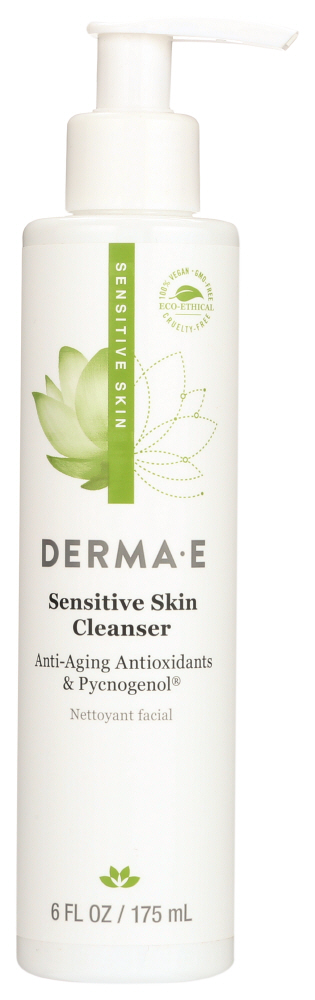 SENSITIVE SKIN
100% VEGAN • GMO-FREE
ECO-ETHICAL
CRUELTY-FREE
DERMA·E
Sensitive Skin
Cleanser
Anti-Aging Antioxidants
& Pycnogenol®
Nettoyant facial
6 FL OZ / 175 mL